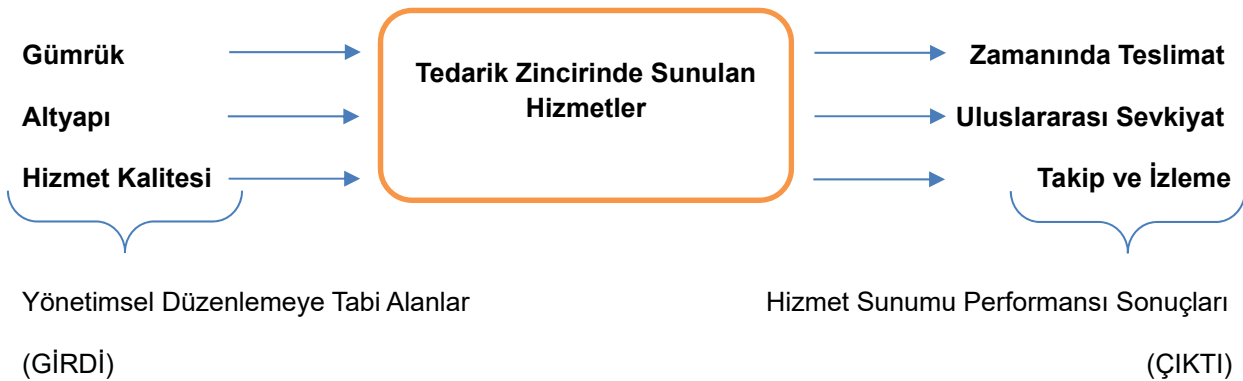 Gümrük
Altyapı
Hizmet Kalitesi
Tedarik Zincirinde Sunulan
Hizmetler
Zamanında Teslimat
Uluslararası Sevkiyat
Takip ve İzleme
Yönetimsel Düzenlemeye Tabi Alanlar
(GİRDİ)
Hizmet Sunumu Performansı Sonuçları
(ÇIKTI)